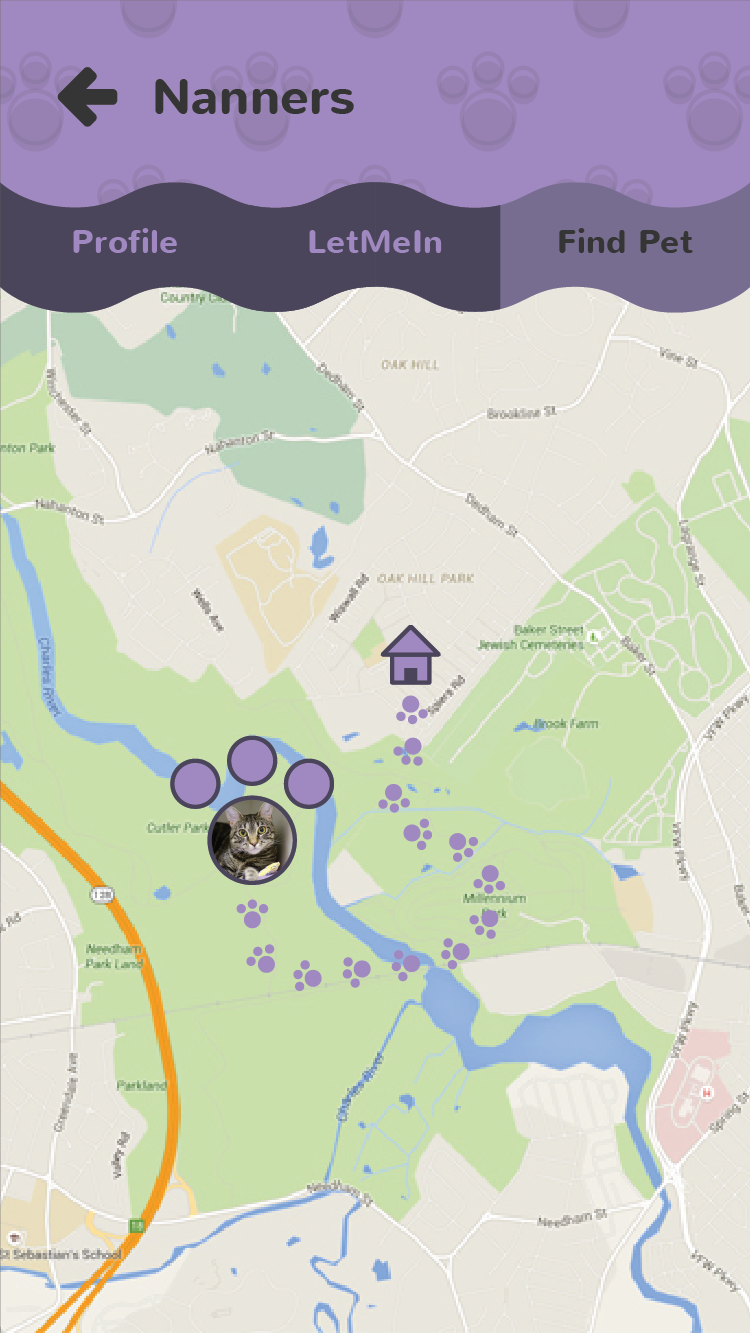 Nanners
Profile
LetMeIn
Find Pet
Country Clu
OAK HILL
Vine St
Dedham St
Winchester St
Brookline St
Nahanton St
nton Park
Nahanton St
Dedham St
Lagrange St
OAK HILL PARK
Wiswall Rd
Wells Ave
Baker Street
Jewish Cemeteries
Baker St
Charles River
VFW Pkwy
Brook Farm
Cutler Park
VFW Pkwy
128
Millennium
Park
Baker
Rd
Needham
Park Land
VFW Pkwy
Greendale Ave
Parkland
Charles River
H
Spring St
Valley Rd
Needham St
Needham St
St Sebastian's School
VFW Pkwy